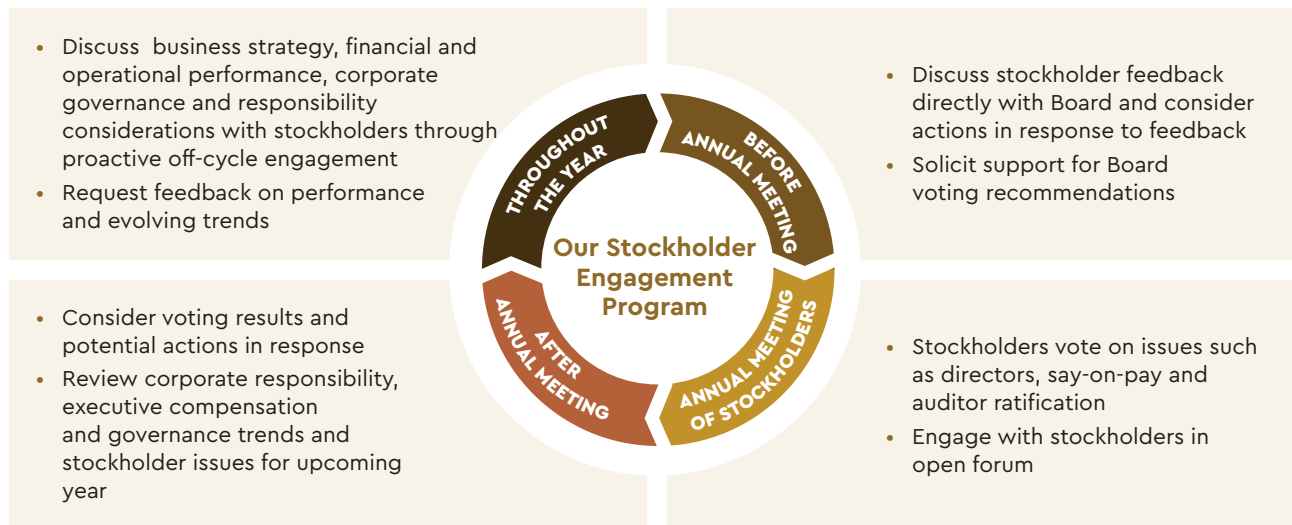 • Discuss  business strategy, financial and
operational performance, corporate
governance and responsibility
considerations with stockholders through
proactive off-cycle engagement
• Request feedback on performance
and evolving trends
• Discuss stockholder feedback
directly with Board and consider
actions in response to feedback
• Solicit support for Board
voting recommendations
THROUGHOUT
THE YEAR
BEFORE
ANNUAL MEETING
Our Stockholder
Engagement
Program
AFTER
ANNUAL MEETING
ANNUAL MEETING
OF STOCKHOLDERS
• Consider voting results and
potential actions in response
• Review corporate responsibility,
executive compensation
and governance trends and
stockholder issues for upcoming
year
• Stockholders vote on issues such
as directors, say-on-pay and
auditor ratification
• Engage with stockholders in
open forum